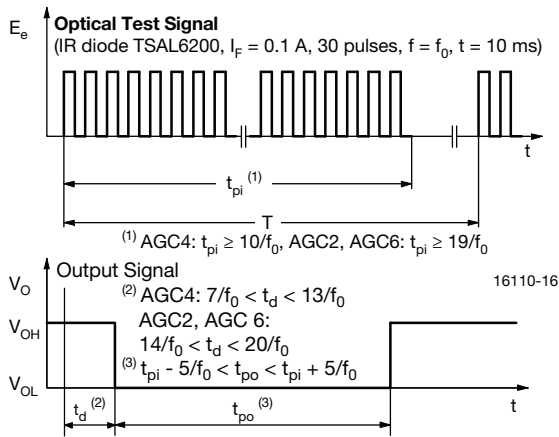 E_e
Optical Test Signal
(IR diode TSAL6200, I_F = 0.1 A, 30 pulses, f = f_0, t = 10 ms)
t
t_pi (1)
T
(1) AGC4: t_pi ≥ 10/f_0, AGC2, AGC6: t_pi ≥ 19/f_0
V_O
Output Signal
16110-16
(2) AGC4: 7/f_0 < t_d < 13/f_0
V_OH
AGC2, AGC 6:
14/f_0 < t_d < 20/f_0
(3) t_pi - 5/f_0 < t_po < t_pi + 5/f_0
V_OL
t
t_d (2)
t_po (3)